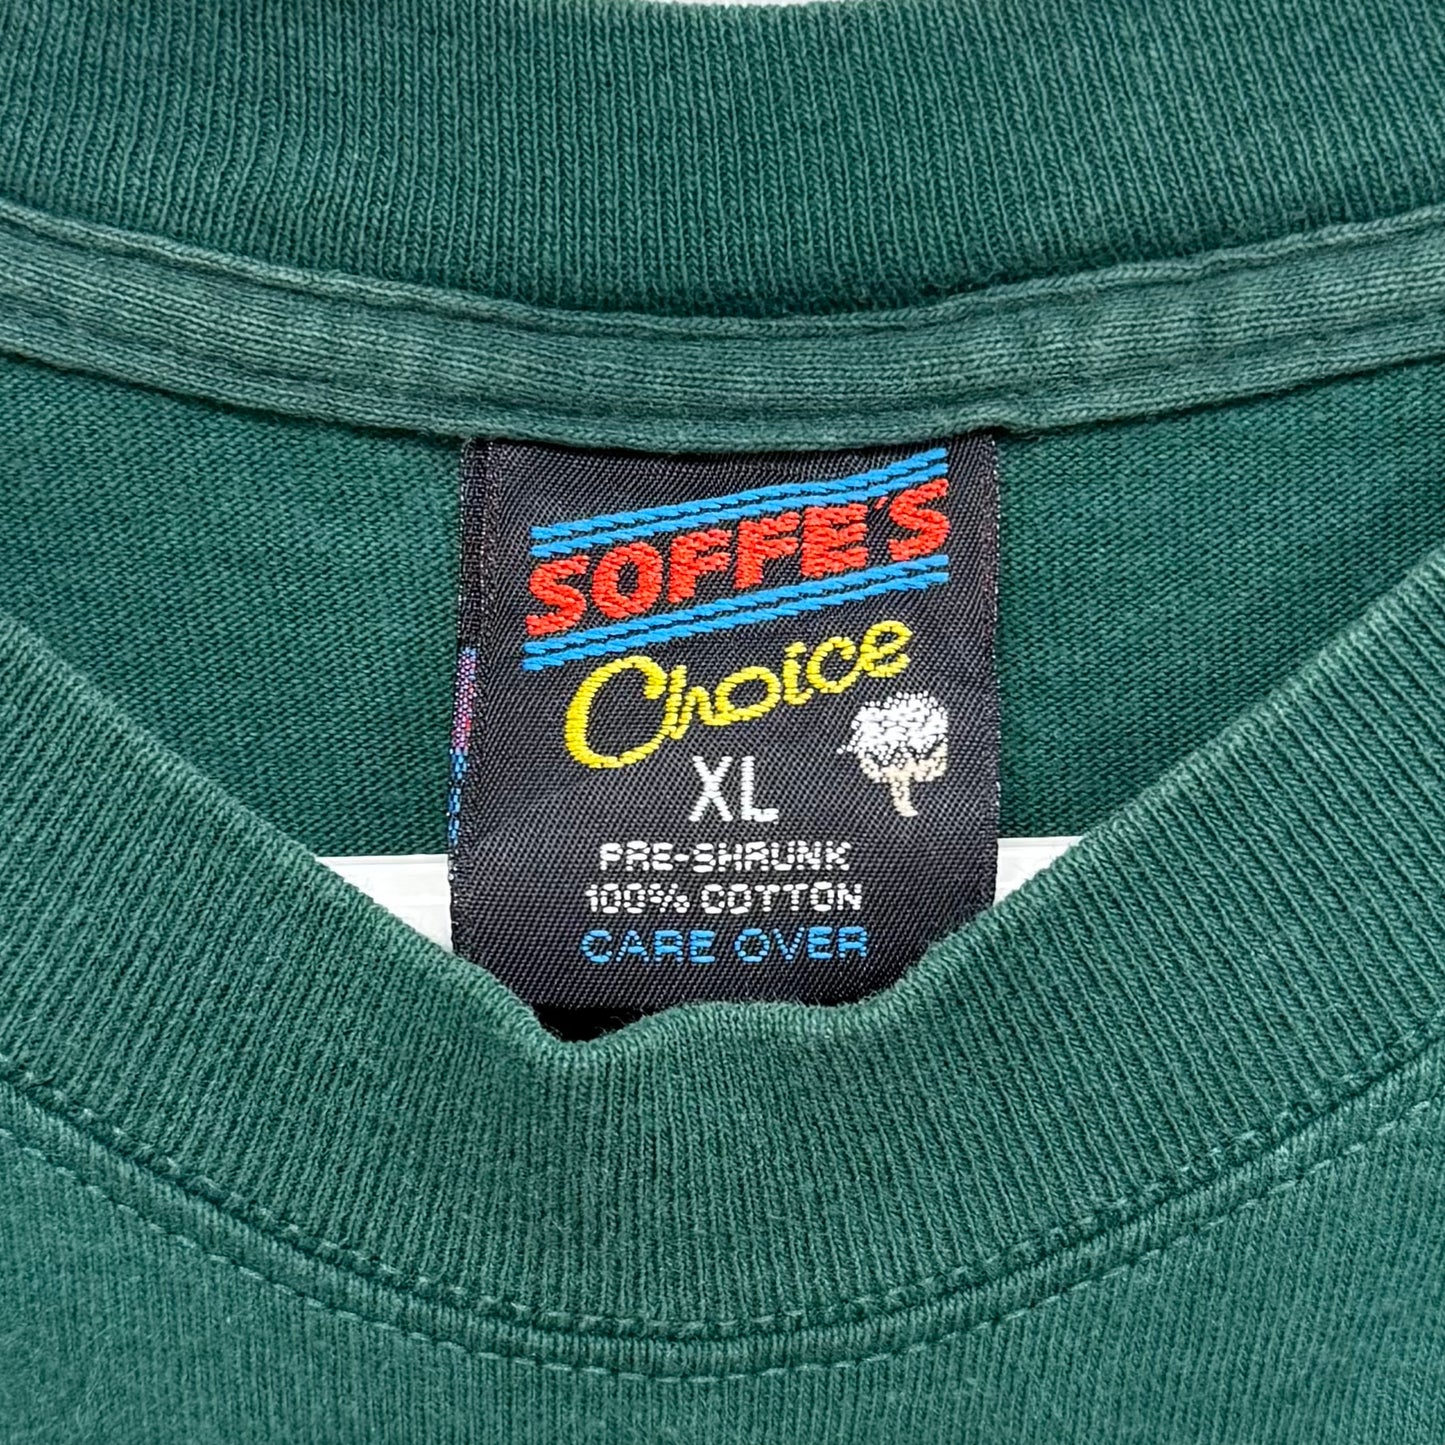 SOFFE'S
Choice
XL
PRE-SHRUNK
100% COTTON
CARE OVER